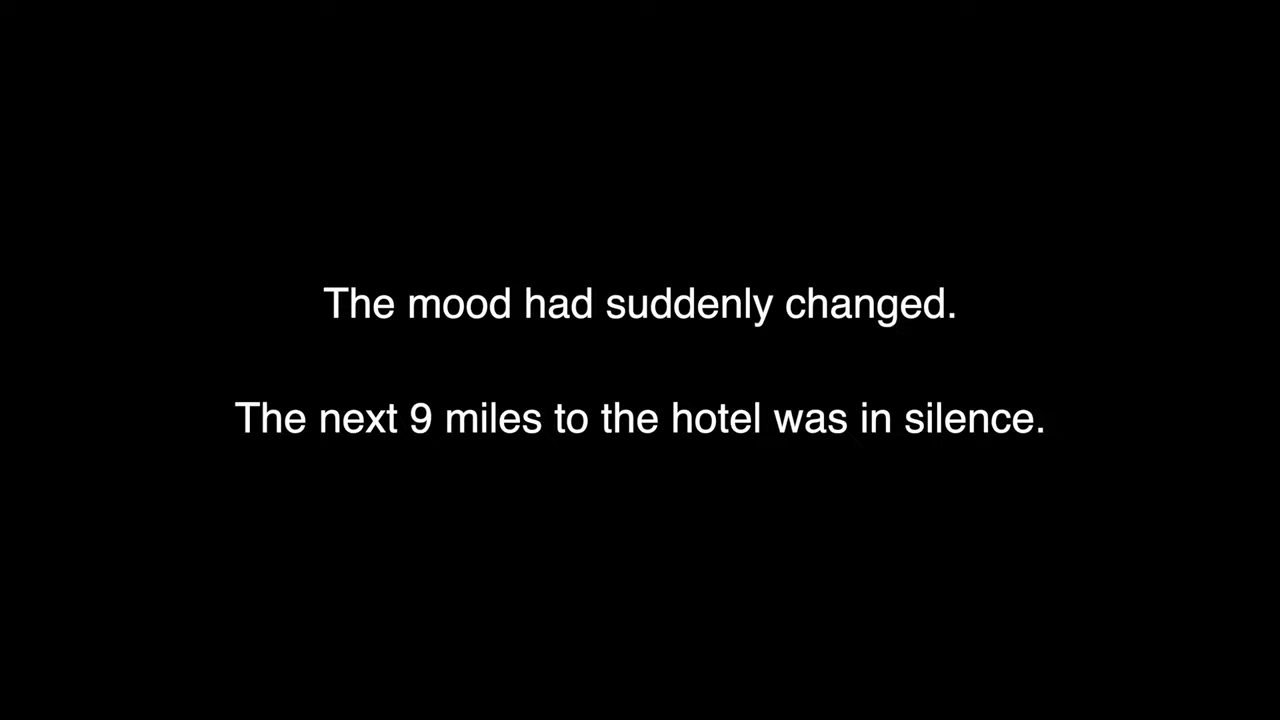 The mood had suddenly changed.
The next 9 miles to the hotel was in silence.